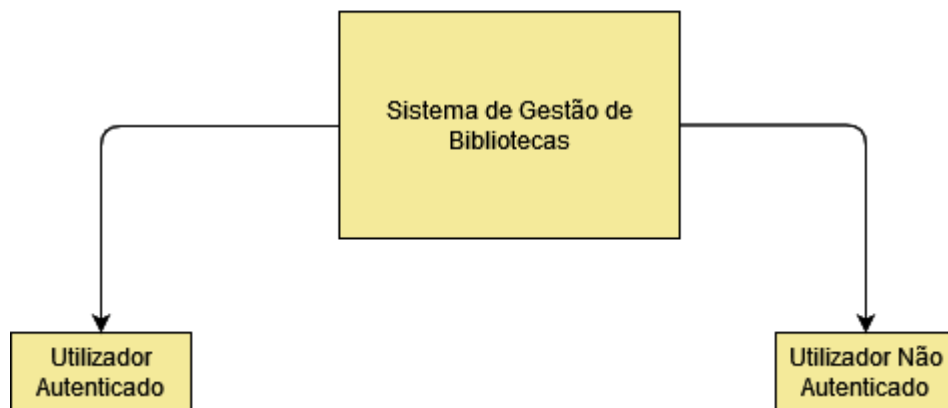 Sistema de Gestão de
Bibliotecas
Utilizador
Autenticado
Utilizador Não
Autenticado